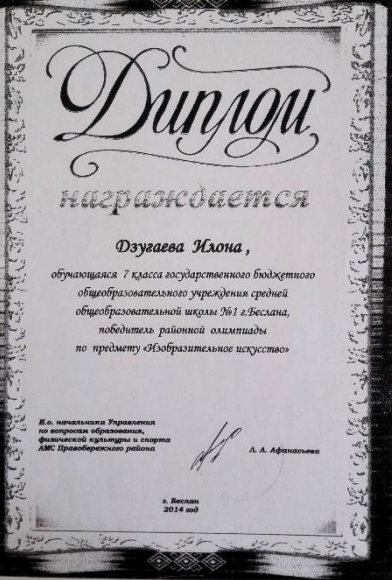 Диплом
награждается
Дзугаева Илона,
обучающаяся 7 класса государственного бюджетного
общеобразовательного учреждения средней
общеобразовательной школы №1 г.Беслана,
победитель районной олимпиады
по предмету «Изобразительное искусство»
И.о. начальника Управления
по вопросам образования,
физической культуры и спорта
АМС Правобережного района
Л. А. Афанасьева
г. Беслан
2014 год